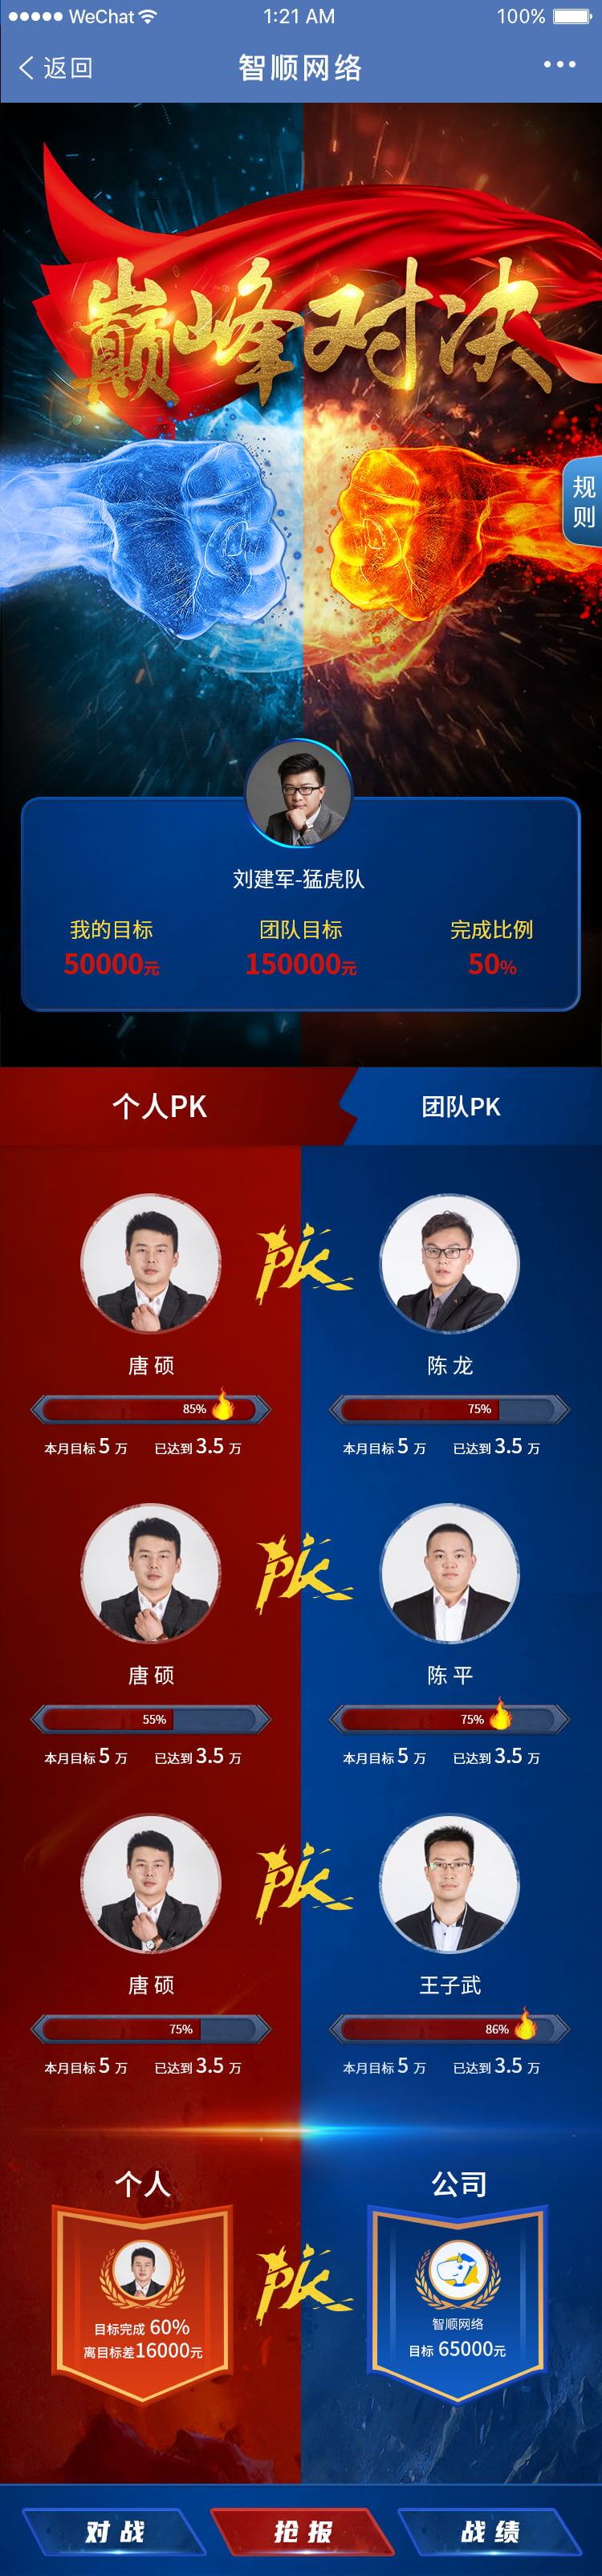 WeChat 1:21 AM 100%
返回 智顺网络
巅峰对决
规则
刘建军-猛虎队
我的目标 团队目标 完成比例
50000元 150000元 50%
个人PK 团队PK
PK
唐硕 陈龙
85% 75%
本月目标 5 万 已达到 3.5 万 本月目标 5 万 已达到 3.5 万
PK
唐硕 陈平
55% 75%
本月目标 5 万 已达到 3.5 万 本月目标 5 万 已达到 3.5 万
PK
唐硕 王子武
75% 86%
本月目标 5 万 已达到 3.5 万 本月目标 5 万 已达到 3.5 万
个人 公司
PK
目标完成 60% 智顺网络
离目标差16000元 目标 65000元
对战 抢报 战绩